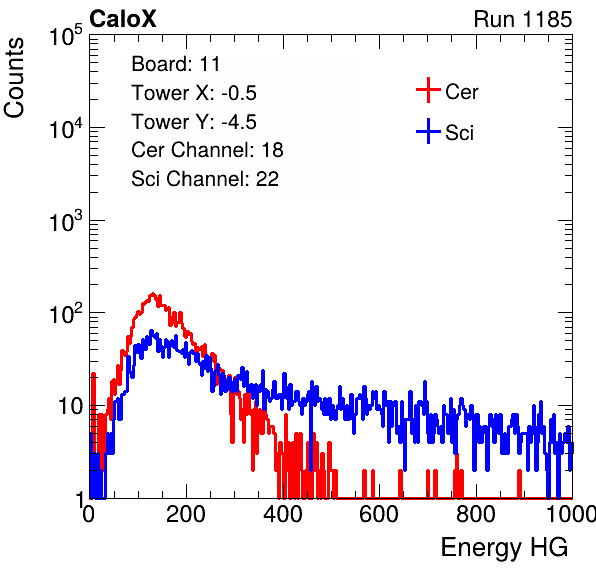 CaloX Run 1185
Counts
10^5
10^4
10^3
10^2
10
1
Board: 11
Tower X: -0.5
Tower Y: -4.5
Cer Channel: 18
Sci Channel: 22
Cer
Sci
0 200 400 600 800 1000
Energy HG